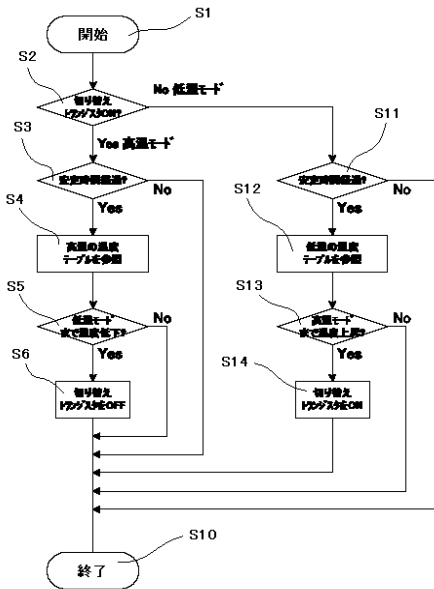 S1
開始
S2
切り替え
トランジスタON?
No 低温モード
Yes 高温モード
S3
安定時間経過?
No
Yes
S11
安定時間経過?
No
Yes
S4
高温の温度
テーブルを参照
S12
低温の温度
テーブルを参照
S5
低温モード
まで温度低下?
No
Yes
S13
高温モード
まで温度上昇?
No
Yes
S6
切り替え
トランジスタをOFF
S14
切り替え
トランジスタをON
S10
終了